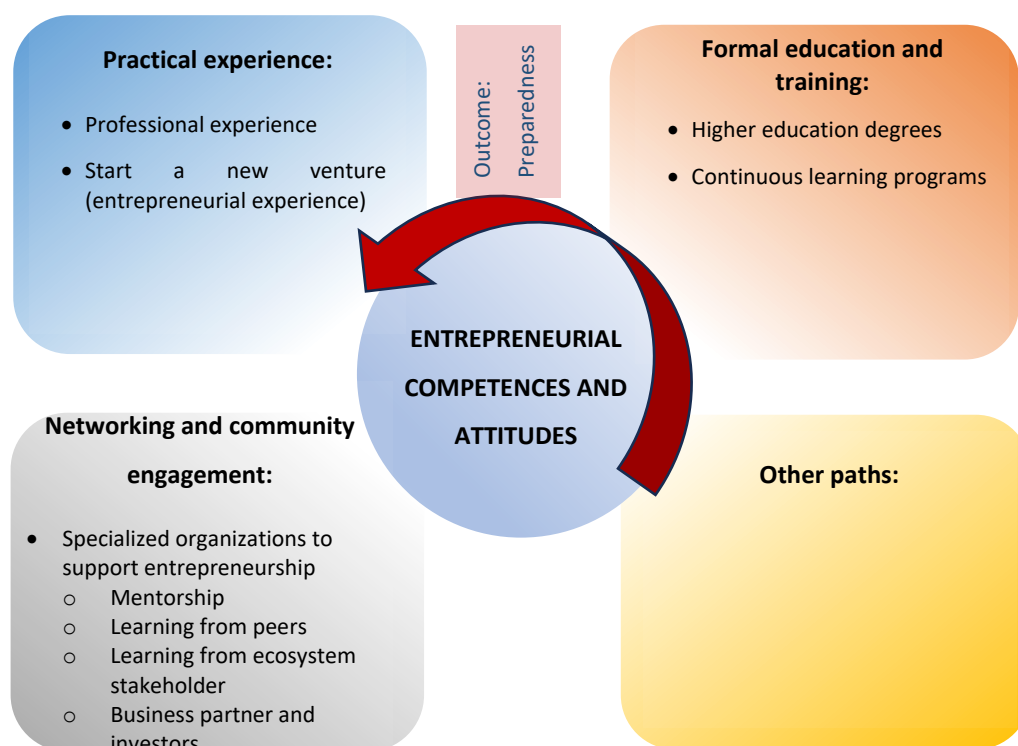 Practical experience:
• Professional experience
• Start a new venture
(entrepreneurial experience)
Outcome:
Preparedness
Formal education and
training:
• Higher education degrees
• Continuous learning programs
ENTREPRENEURIAL
COMPETENCES AND
ATTITUDES
Networking and community
engagement:
• Specialized organizations to
support entrepreneurship
o Mentorship
o Learning from peers
o Learning from ecosystem
stakeholder
o Business partner and
investors
Other paths: